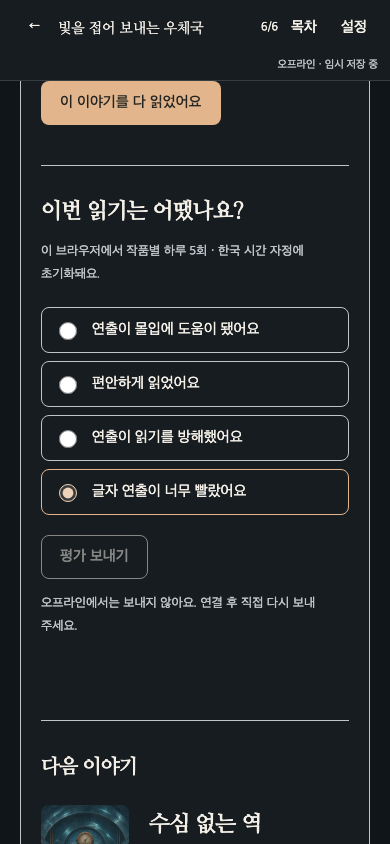 ← 빛을 접어 보내는 우체국 6/6 목차 설정
오프라인 · 임시 저장 중
이 이야기를 다 읽었어요
이번 읽기는 어땠나요?
이 브라우저에서 작품별 하루 5회 · 한국 시간 자정에
초기화돼요.
연출이 몰입에 도움이 됐어요
편안하게 읽었어요
연출이 읽기를 방해했어요
글자 연출이 너무 빨랐어요
평가 보내기
오프라인에서는 보내지 않아요. 연결 후 직접 다시 보내
주세요.
다음 이야기
수심 없는 역